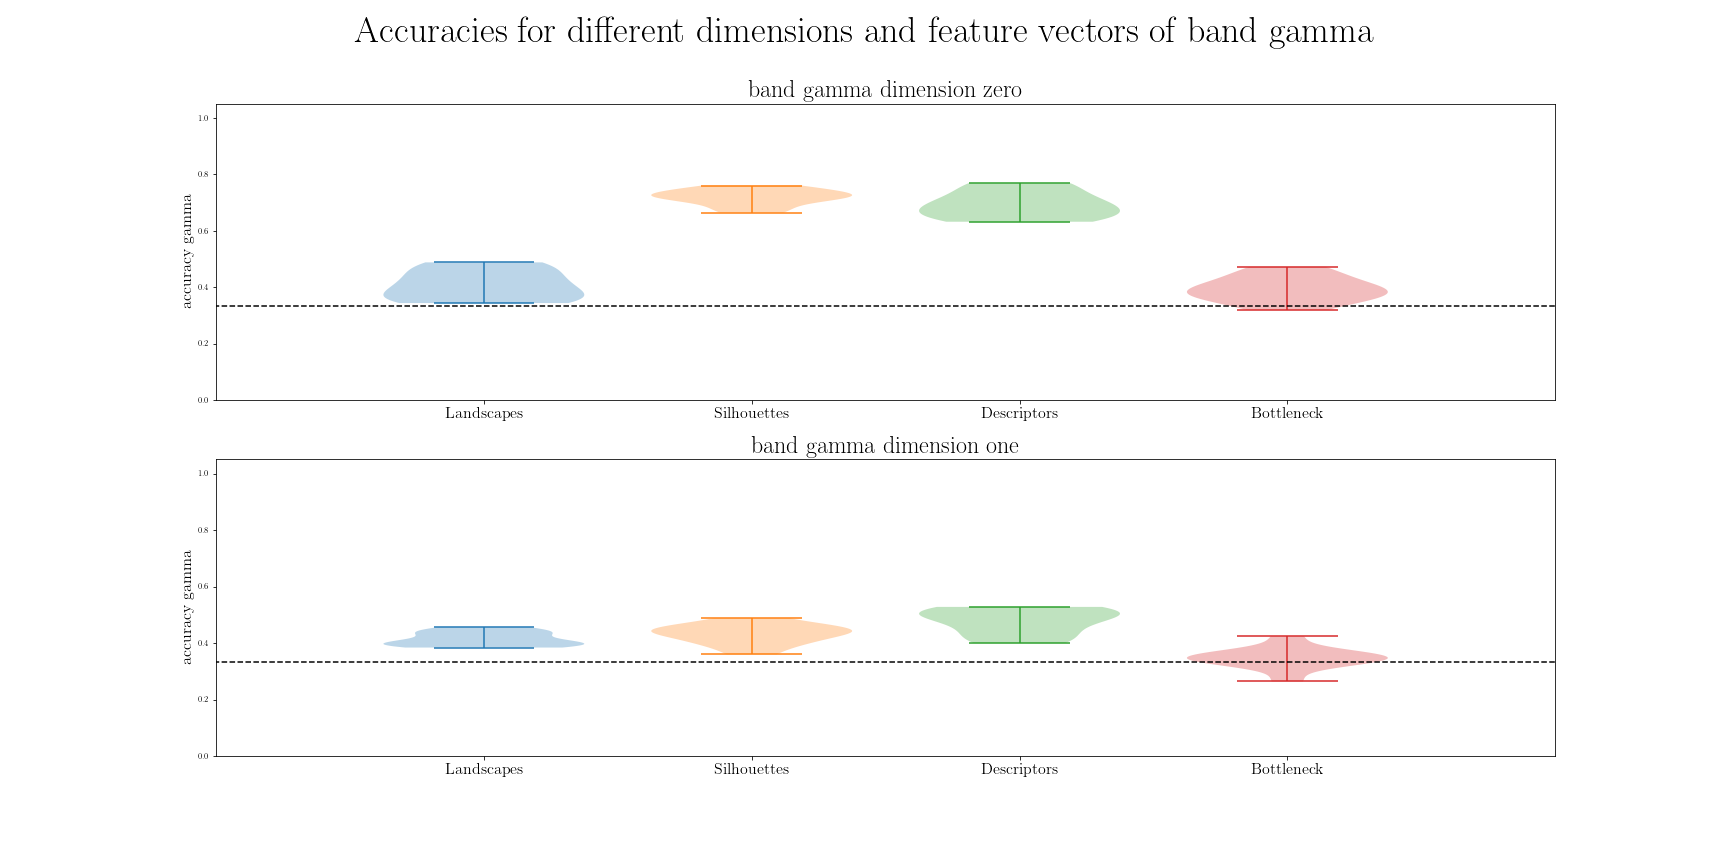 Accuracies for different dimensions and feature vectors of band gamma
band gamma dimension zero
accuracy gamma
1.0
0.8
0.6
0.4
0.2
0.0
Landscapes Silhouettes Descriptors Bottleneck
band gamma dimension one
accuracy gamma
1.0
0.8
0.6
0.4
0.2
0.0
Landscapes Silhouettes Descriptors Bottleneck